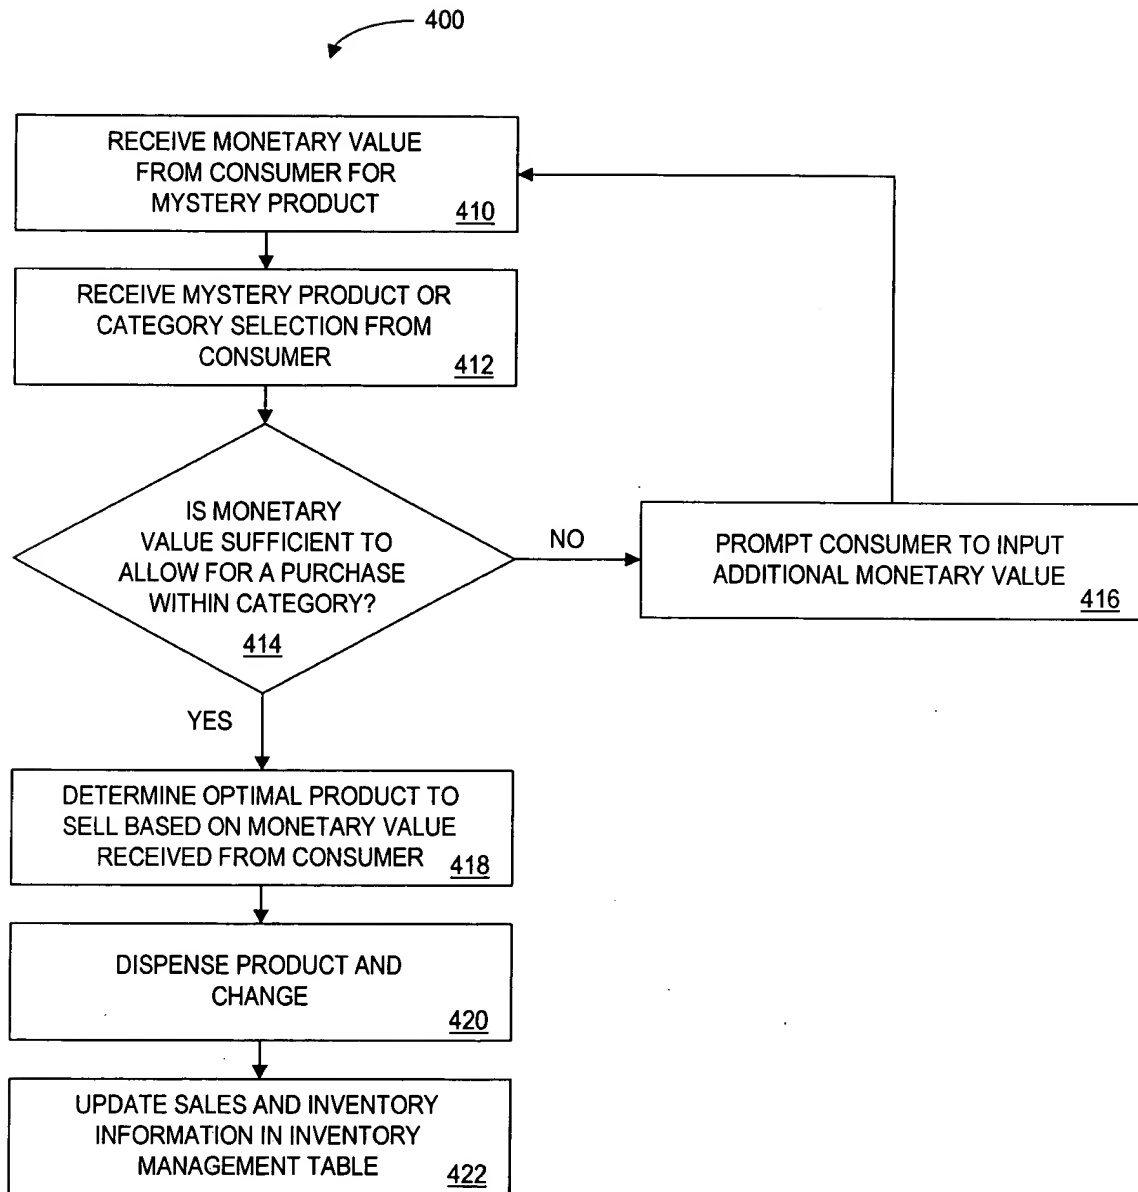 400
RECEIVE MONETARY VALUE
FROM CONSUMER FOR
MYSTERY PRODUCT
410
RECEIVE MYSTERY PRODUCT OR
CATEGORY SELECTION FROM
CONSUMER
412
IS MONETARY
VALUE SUFFICIENT TO
ALLOW FOR A PURCHASE
WITHIN CATEGORY?
414
NO
PROMPT CONSUMER TO INPUT
ADDITIONAL MONETARY VALUE
416
YES
DETERMINE OPTIMAL PRODUCT TO
SELL BASED ON MONETARY VALUE
RECEIVED FROM CONSUMER
418
DISPENSE PRODUCT AND
CHANGE
420
UPDATE SALES AND INVENTORY
INFORMATION IN INVENTORY
MANAGEMENT TABLE
422